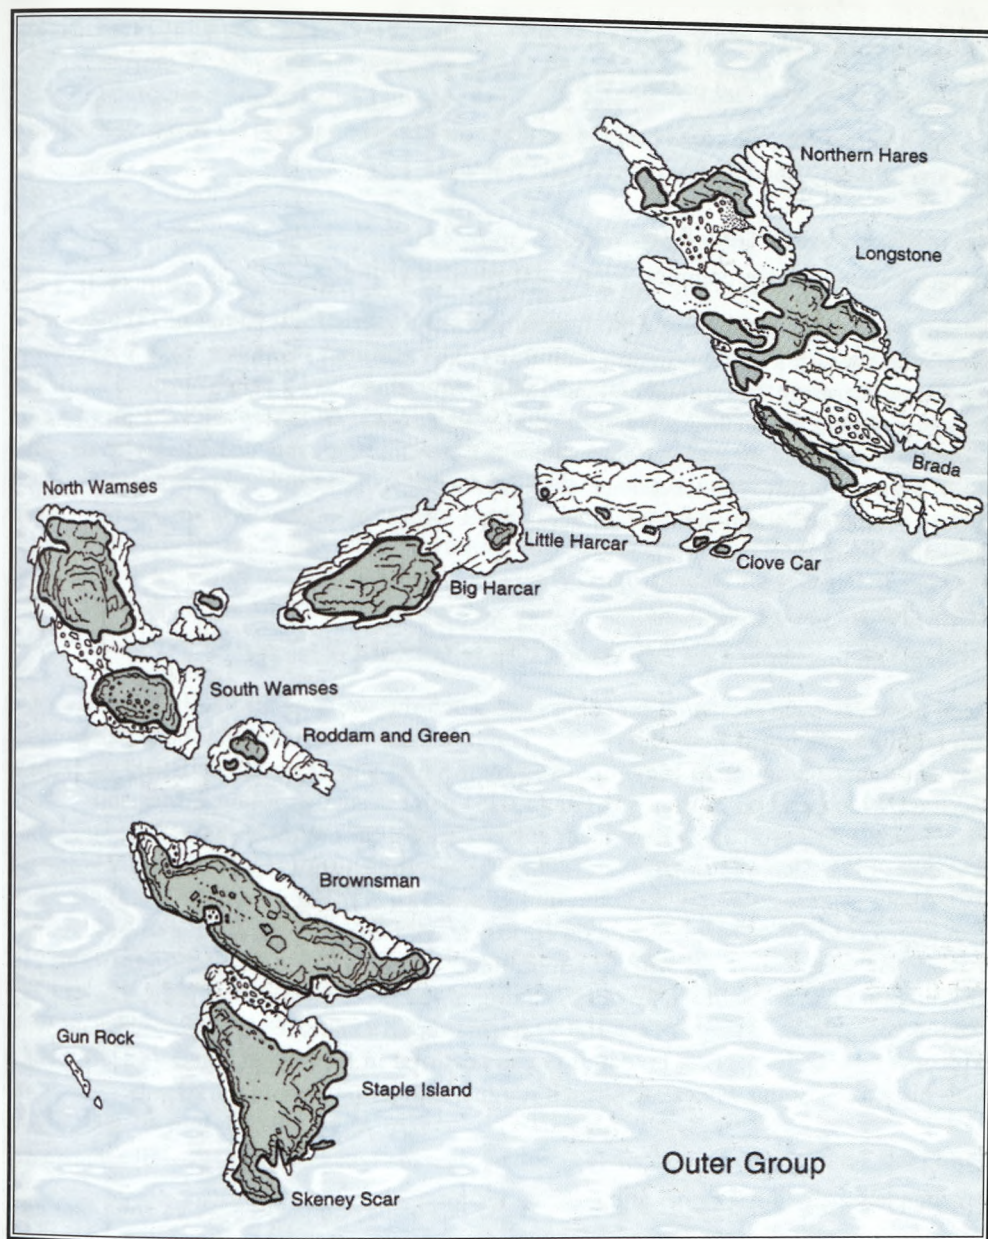 Northern Hares
Longstone
Brada
North Wamses
Little Harcar
Clove Car
Big Harcar
South Wamses
Roddam and Green
Brownsman
Gun Rock
Staple Island
Outer Group
Skeney Scar